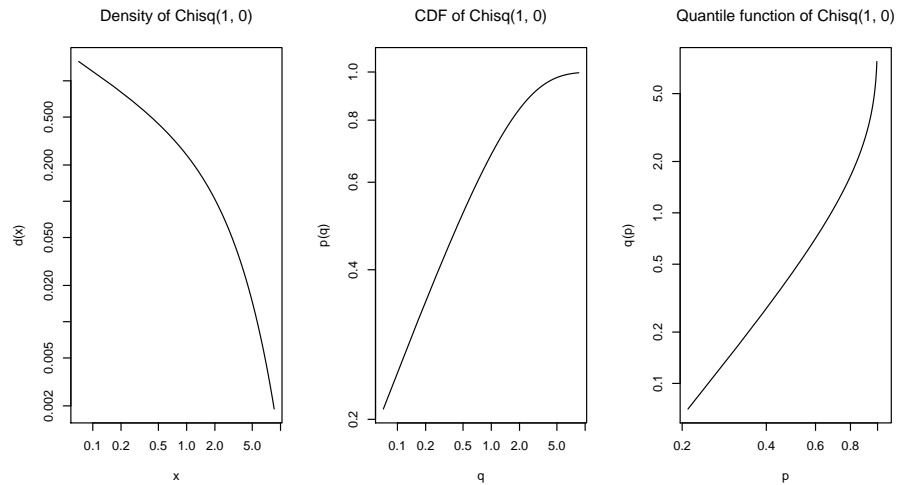 Density of Chisq(1, 0)
d(x)
0.500
0.200
0.050
0.020
0.005
0.002
0.1 0.2 0.5 1.0 2.0 5.0
x
CDF of Chisq(1, 0)
p(q)
1.0
0.8
0.6
0.4
0.2
0.1 0.2 0.5 1.0 2.0 5.0
q
Quantile function of Chisq(1, 0)
q(p)
5.0
2.0
1.0
0.5
0.2
0.1
0.2 0.4 0.6 0.8
p